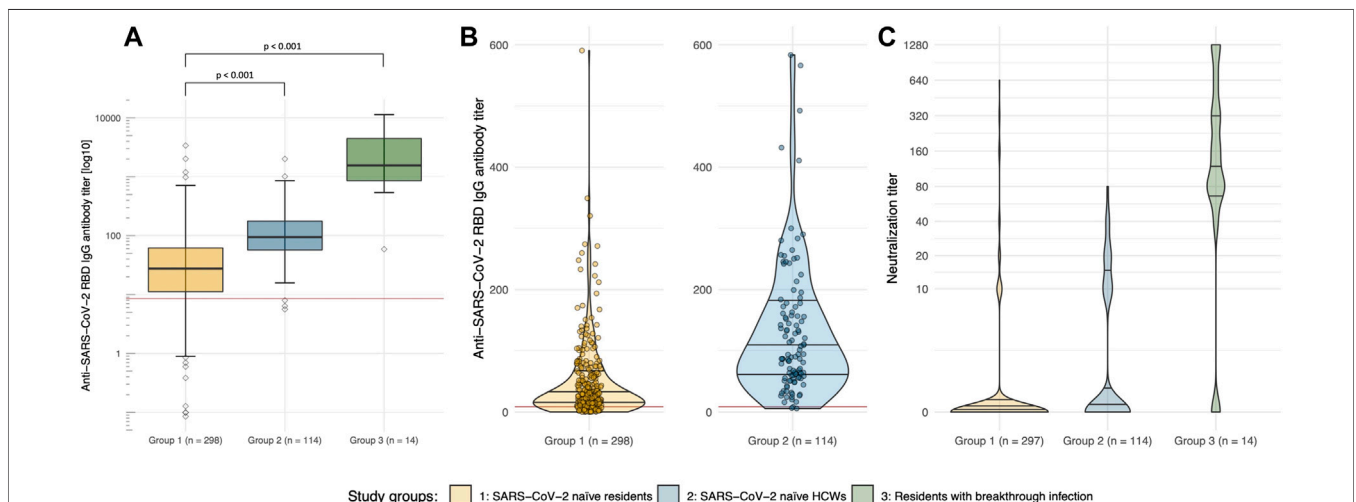 A
p < 0.001
p < 0.001
Anti-SARS-CoV-2 RBD IgG antibody titer [log10]
10000
100
1
Group 1 (n = 298)
Group 2 (n = 114)
Group 3 (n = 14)
B
Anti-SARS-CoV-2 RBD IgG antibody titer
600
400
200
0
Group 1 (n = 298)
600
400
200
0
Group 2 (n = 114)
C
Neutralization titer
1280
640
320
160
80
40
20
10
0
Group 1 (n = 297)
Group 2 (n = 114)
Group 3 (n = 14)
Study groups: 1: SARS-CoV-2 naïve residents 2: SARS-CoV-2 naïve HCWs 3: Residents with breakthrough infection